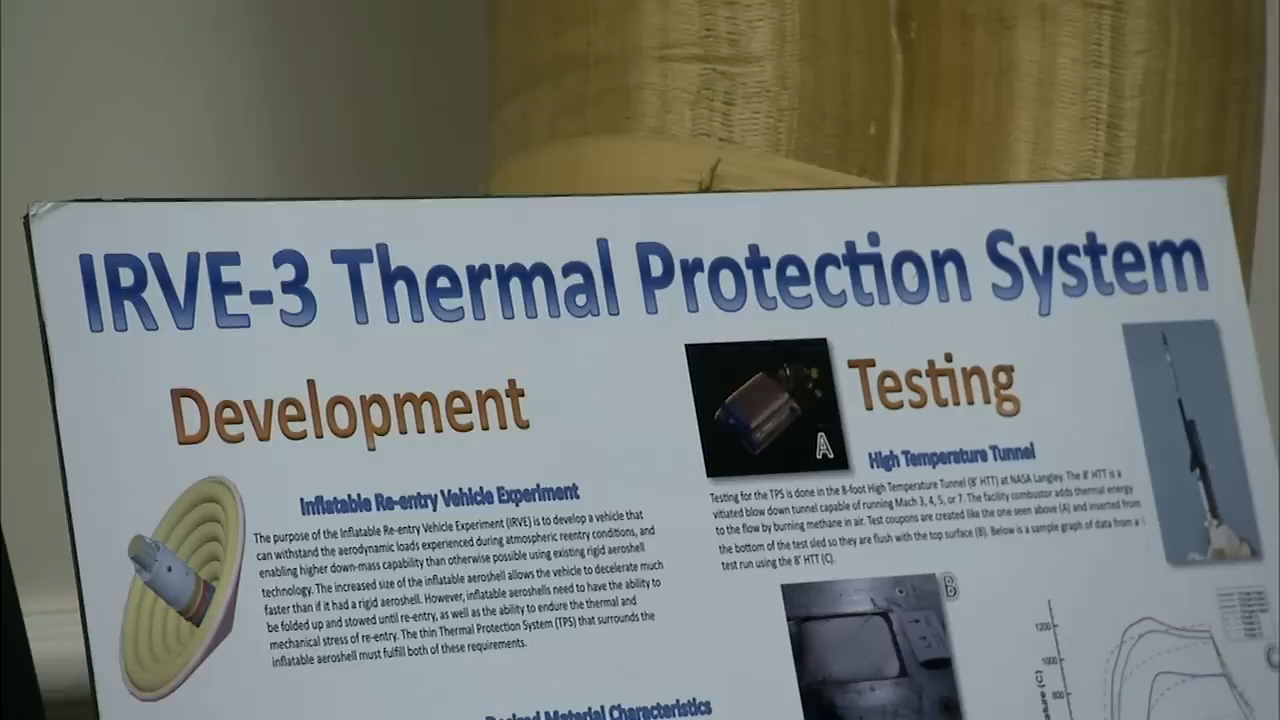 IRVE-3 Thermal Protection System
Development
Inflatable Re-entry Vehicle Experiment
The purpose of the Inflatable Re-entry Vehicle Experiment (IRVE) is to develop a vehicle that
can withstand the aerodynamic loads experienced during atmospheric reentry conditions, and
enabling higher down-mass capability than otherwise possible using existing rigid aeroshell
technology. The increased size of the inflatable aeroshell allows the vehicle to decelerate much
faster than if it had a rigid aeroshell. However, inflatable aeroshells need to have the ability to
be folded up and stowed until re-entry, as well as the ability to endure the thermal and
mechanical stress of re-entry. The thin Thermal Protection System (TPS) that surrounds the
inflatable aeroshell must fulfill both of these requirements.
Desired Material Characteristics
A
Testing
High Temperature Tunnel
Testing for the TPS is done in the 8-foot High Temperature Tunnel (8' HTT) at NASA Langley. The 8' HTT is a
vitiated blow down tunnel capable of running Mach 3, 4, 5, or 7. The facility combustor adds thermal energy
to the flow by burning methane in air. Test coupons are created like the one seen above (A) and inserted from
the bottom of the test sled so they are flush with the top surface (B). Below is a sample graph of data from a
test run using the 8' HTT (C).
B
1200
1000
800